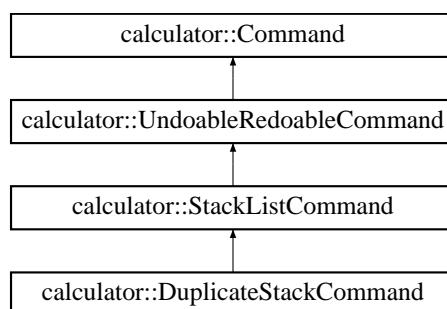 calculator::Command
calculator::UndoableRedoableCommand
calculator::StackListCommand
calculator::DuplicateStackCommand